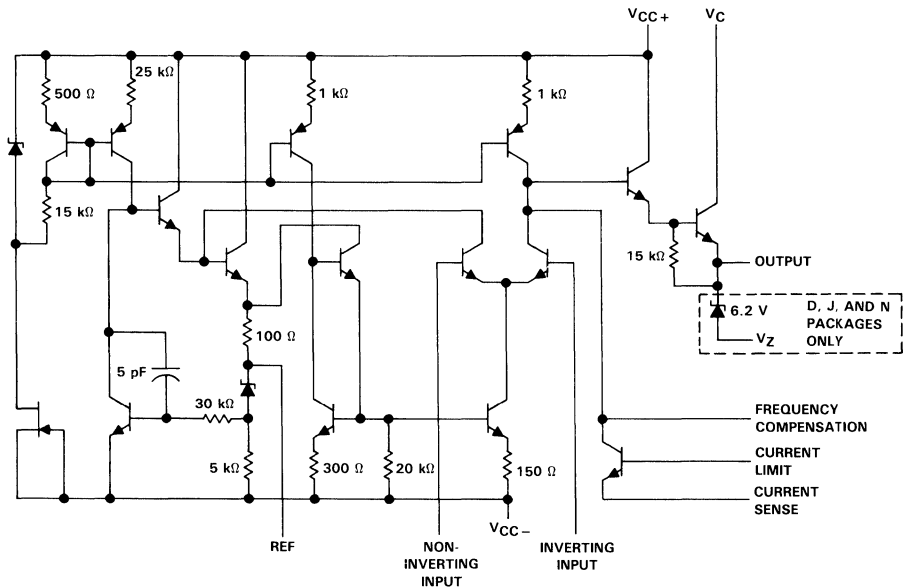 VCC+
VC
500 Ω
25 kΩ
1 kΩ
1 kΩ
15 kΩ
15 kΩ
OUTPUT
6.2 V
D, J, AND N
PACKAGES
ONLY
VZ
100 Ω
5 pF
30 kΩ
FREQUENCY
COMPENSATION
5 kΩ
300 Ω
20 kΩ
150 Ω
CURRENT
LIMIT
CURRENT
SENSE
VCC−
REF
NON-
INVERTING
INPUT
INVERTING
INPUT